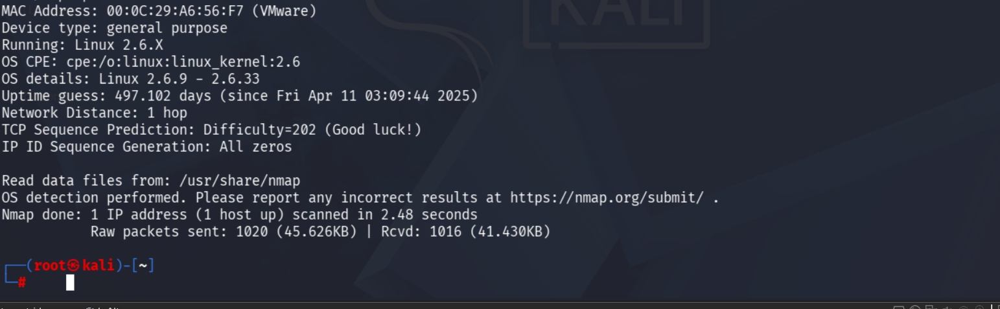 KALI
MAC Address: 00:0C:29:A6:56:F7 (VMware)
Device type: general purpose
Running: Linux 2.6.X
OS CPE: cpe:/o:linux:linux_kernel:2.6
OS details: Linux 2.6.9 - 2.6.33
Uptime guess: 497.102 days (since Fri Apr 11 03:09:44 2025)
Network Distance: 1 hop
TCP Sequence Prediction: Difficulty=202 (Good luck!)
IP ID Sequence Generation: All zeros
Read data files from: /usr/share/nmap
OS detection performed. Please report any incorrect results at https://nmap.org/submit/ .
Nmap done: 1 IP address (1 host up) scanned in 2.48 seconds
Raw packets sent: 1020 (45.626KB) | Rcvd: 1016 (41.430KB)
┌──(root㉿kali)-[~]
└─#